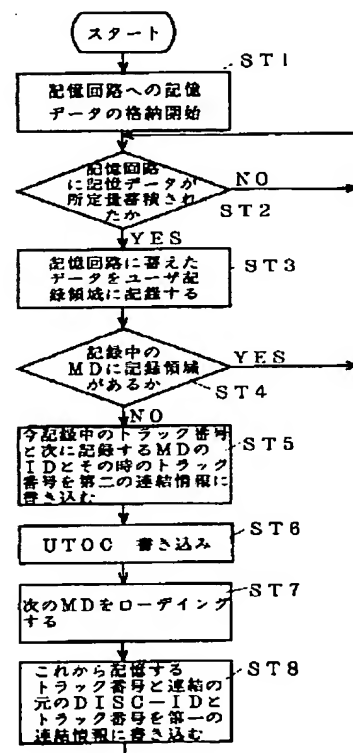 スタート
ST1
記憶回路への記憶
データの格納開始
記憶回路
に記憶データが
所定量蓄積され
たか
NO
ST2
YES
記憶回路に蓄えた
データをユーザ記
録領域に記録する
ST3
記録中の
MDに記録領域
があるか
YES
ST4
NO
今記録中のトラック番号
と次に記録するMDの
IDとその時のトラック
番号を第二の連結情報に
書き込む
ST5
UTOC 書き込み
ST6
次のMDをローデイング
する
ST7
これから記憶する
トラック番号と連結の
元のDISC-IDと
トラック番号を第一の
連結情報に書き込む
ST8